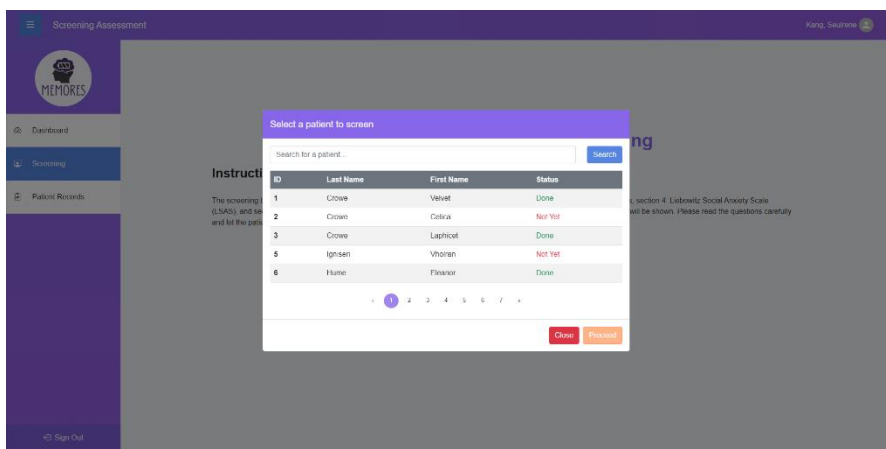 Screening Assessment
Kang, Seulrene
MEMORES
Dashboard
Screening
Patient Records
Sign Out
ng
Instructi
The screening
s, section 4: Liebowitz Social Anxiety Scale
(LSAS), and se
will be shown. Please read the questions carefully
and let the patie
Select a patient to screen
Search for a patient...
Search
ID Last Name First Name Status
1 Crowe Velvet Done
2 Crowe Celica Not Yet
3 Crowe Laphicet Done
5 Igniseri Vhoiran Not Yet
6 Hume Eleanor Done
‹ 1 2 3 4 5 6 7 ›
Close
Proceed